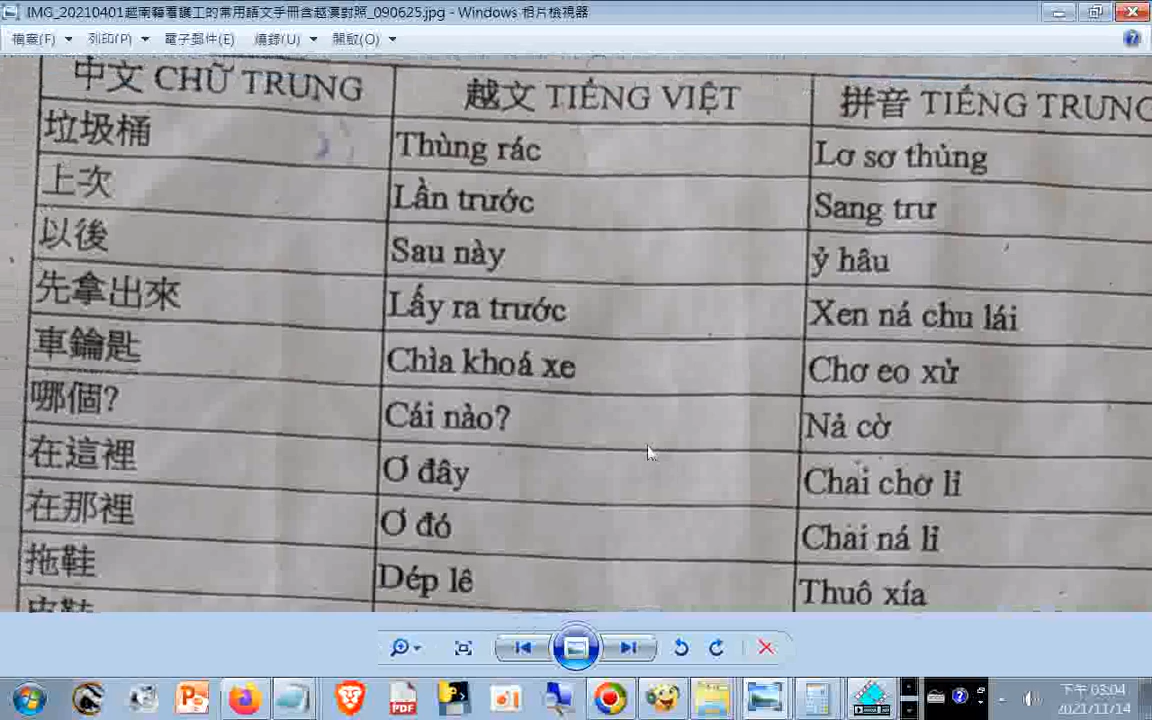 IMG_20210401越南籍看護工的常用語文手冊含越漢對照_090625.jpg - Windows 相片檢視器
檔案(F) 列印(P) 電子郵件(E) 燒錄(U) 開啟(O)
中文 CHỮ TRUNG 越文 TIẾNG VIỆT 拼音 TIẾNG TRUNG
垃圾桶 Thùng rác Lơ sơ thủng
上次 Lần trước Sang trư
以後 Sau này ỷ hâu
先拿出來 Lấy ra trước Xen ná chu lái
車鑰匙 Chìa khoá xe Chơ eo xử
哪個? Cái nào? Nả cờ
在這裡 Ơ đây Chai chơ li
在那裡 Ơ đó Chai ná li
拖鞋 Dép lê Thuô xía
皮鞋
PDF
下午 03:04
2021/11/14